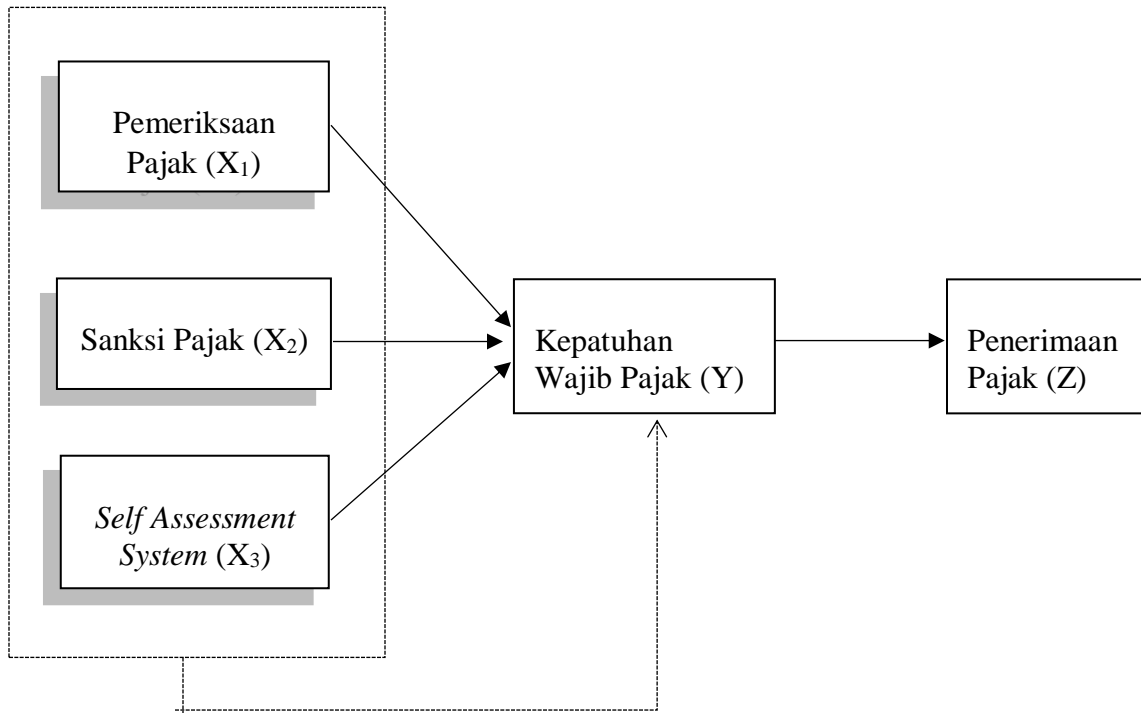 Pemeriksaan
Pajak (X₁)
Sanksi Pajak (X₂)
Self Assessment
System (X₃)
Kepatuhan
Wajib Pajak (Y)
Penerimaan
Pajak (Z)